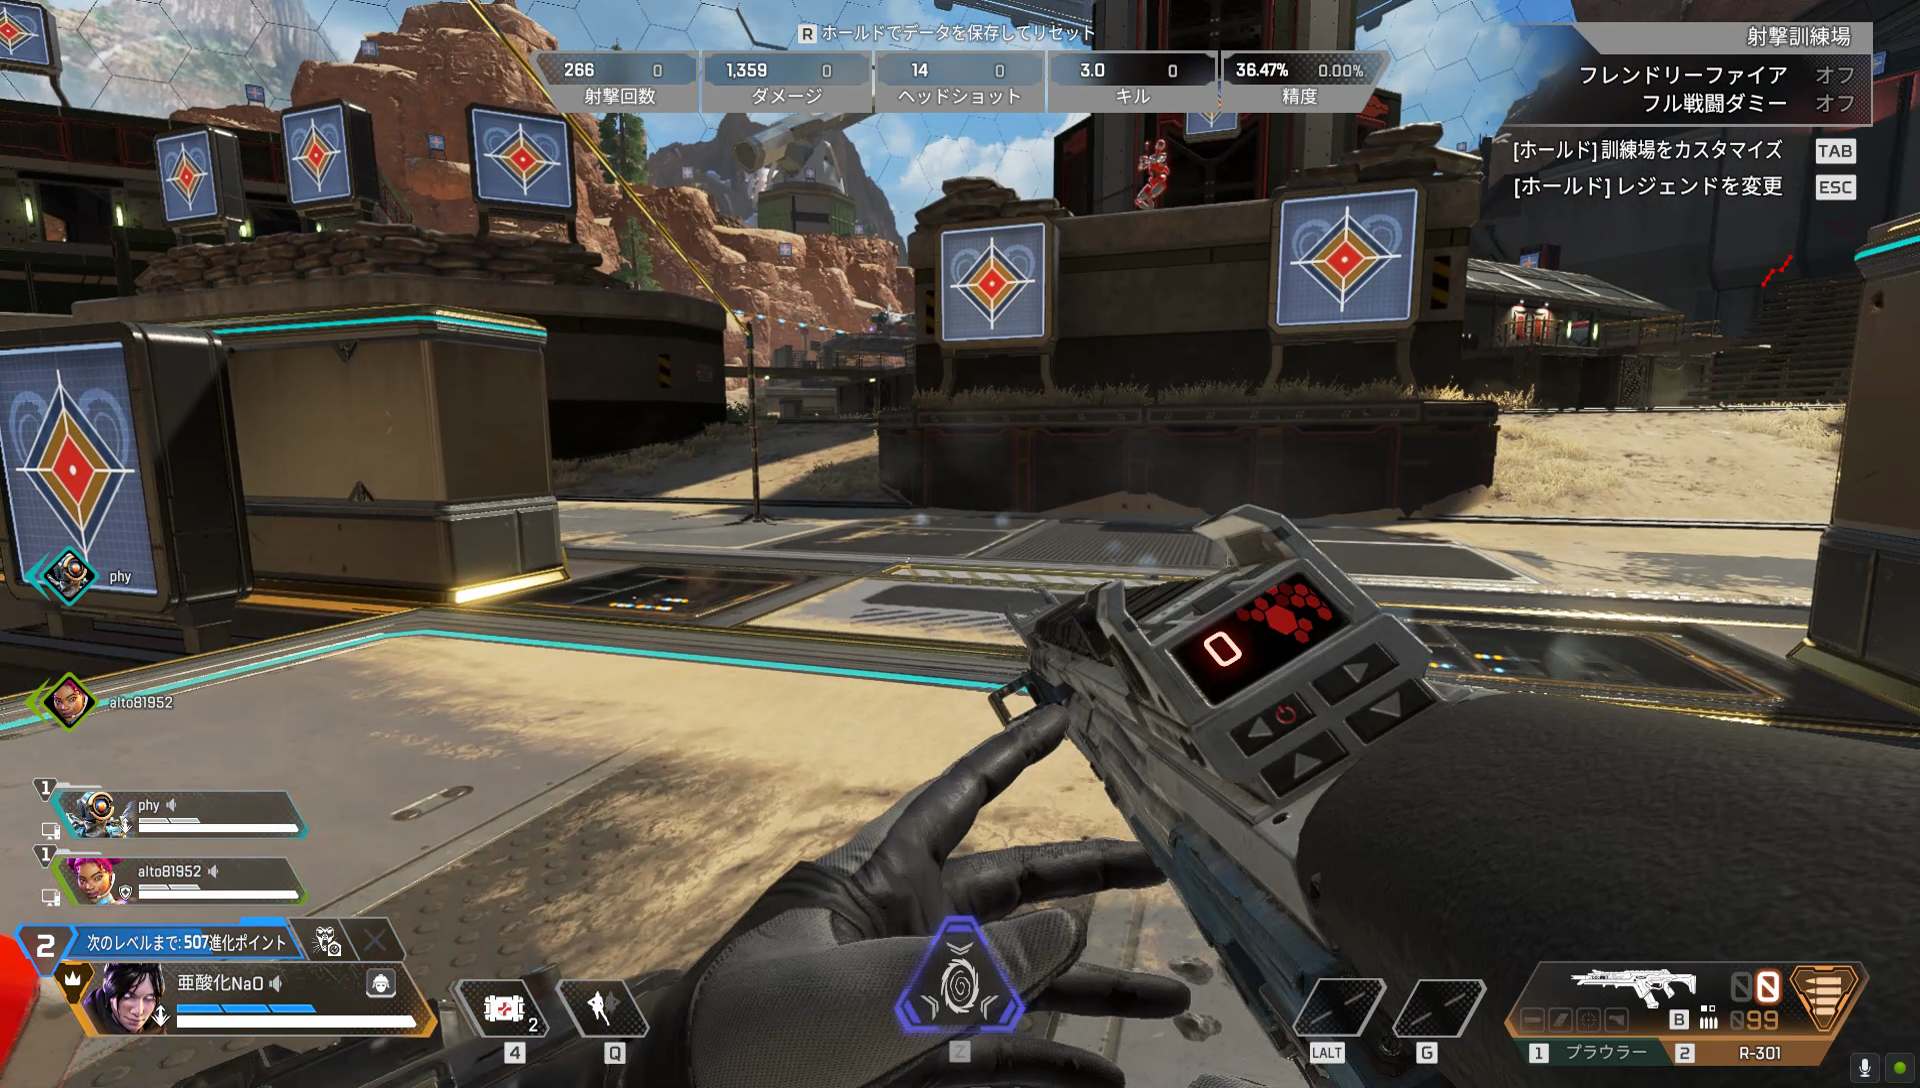 R ホールドでデータを保存してリセット
266 0 射撃回数
1,359 0 ダメージ
14 0 ヘッドショット
3.0 0 キル
36.47% 0.00% 精度
射撃訓練場
フレンドリーファイア オフ
フル戦闘ダミー オフ
[ホールド]訓練場をカスタマイズ TAB
[ホールド]レジェンドを変更 ESC
phy
alto81952
0
1
phy
1
alto81952
2 次のレベルまで:507進化ポイント
亜酸化NaO
2
4
Q
Z
LALT
G
00
B
099
1 プラウラー
2 R-301